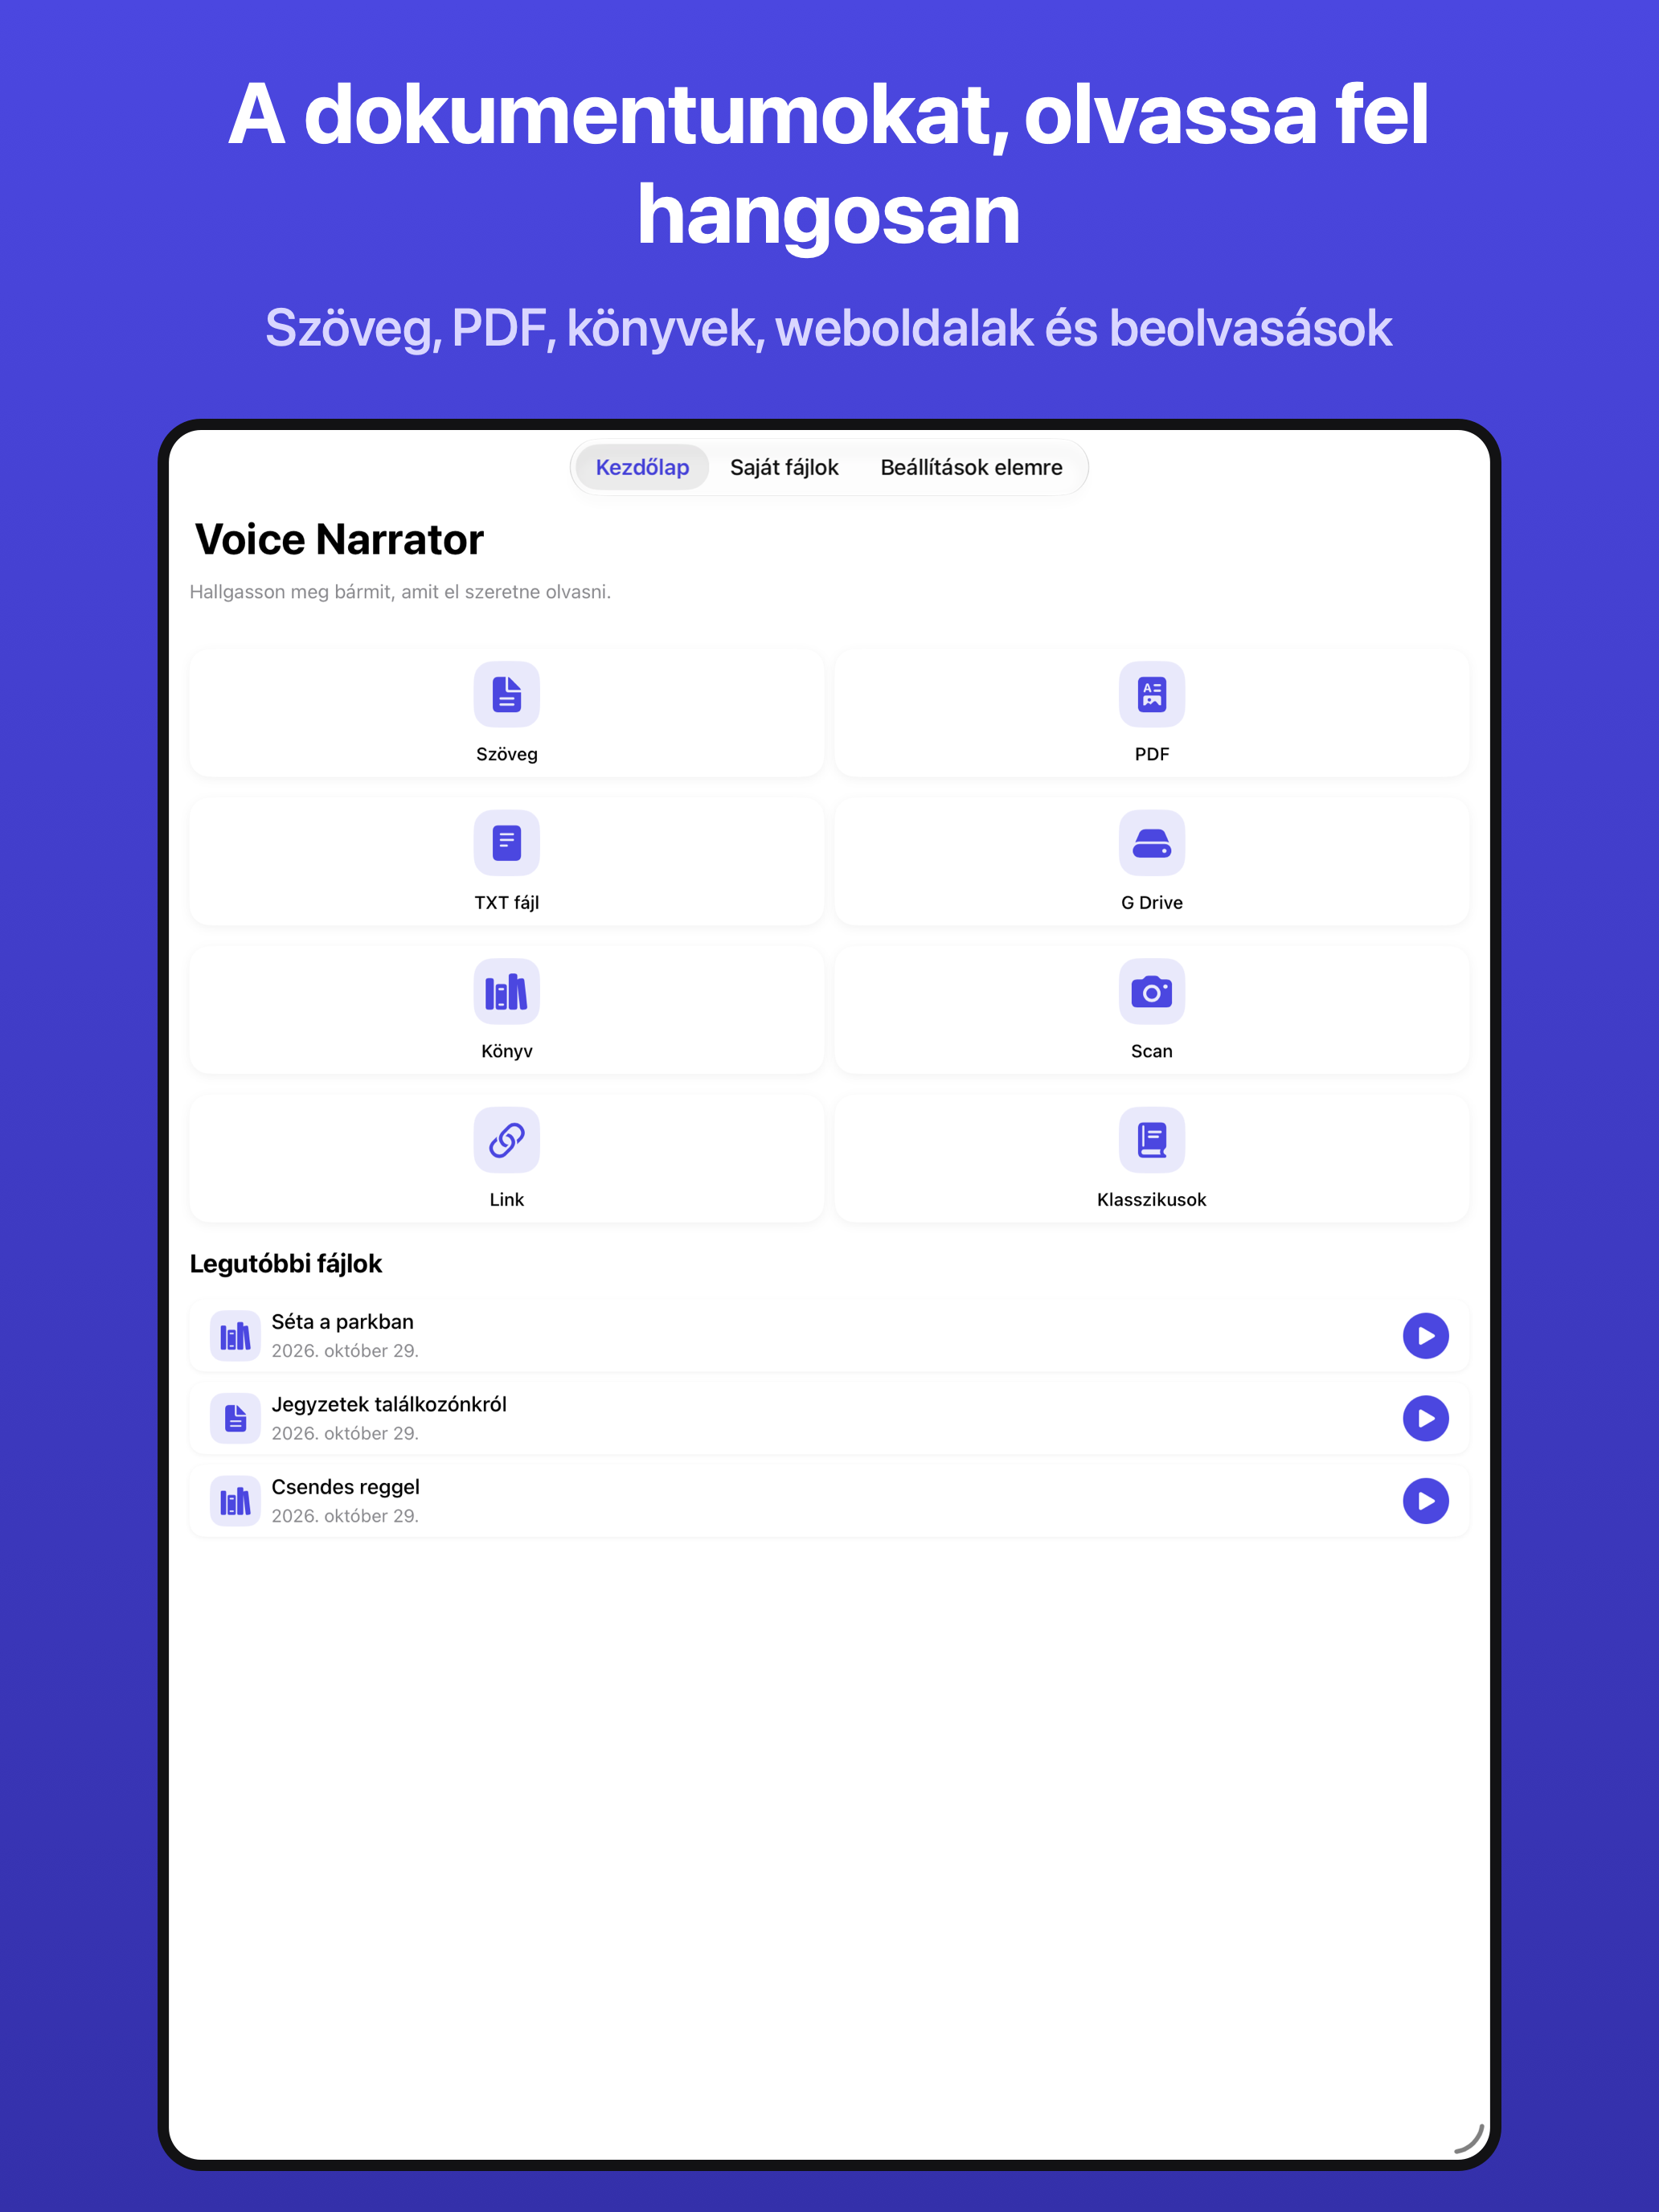 A dokumentumokat, olvassa fel
hangosan
Szöveg, PDF, könyvek, weboldalak és beolvasások
Kezdőlap Saját fájlok Beállítások elemre
Voice Narrator
Hallgasson meg bármit, amit el szeretne olvasni.
Szöveg
PDF
TXT fájl
G Drive
Könyv
Scan
Link
Klasszikusok
Legutóbbi fájlok
Séta a parkban
2026. október 29.
Jegyzetek találkozónkról
2026. október 29.
Csendes reggel
2026. október 29.